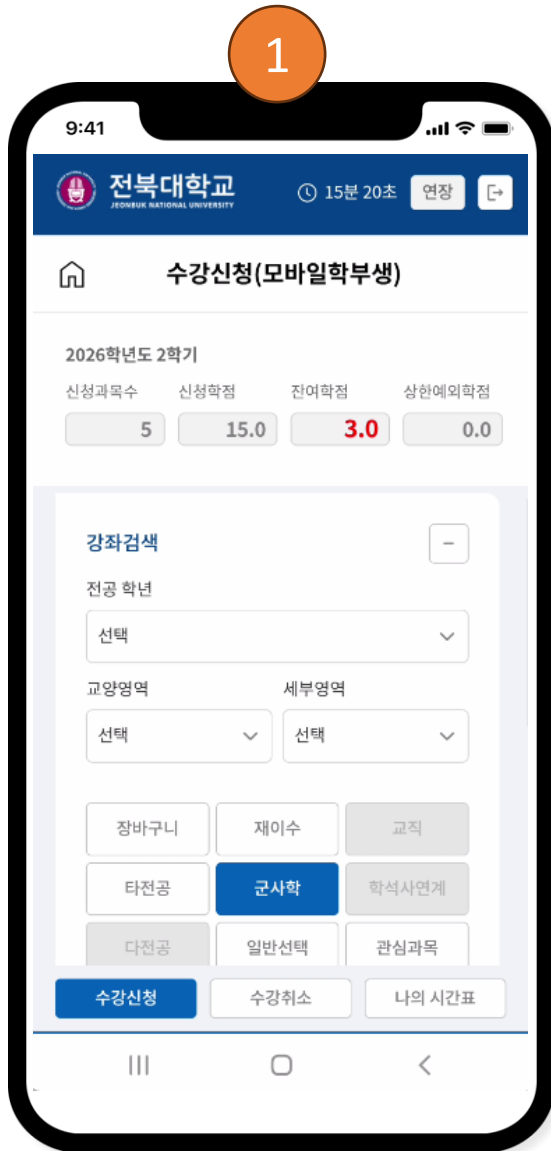 1
9:41
전북대학교
JEONBUK NATIONAL UNIVERSITY
15분 20초 연장
수강신청(모바일학부생)
2026학년도 2학기
신청과목수 신청학점 잔여학점 상한예외학점
5 15.0 3.0 0.0
강좌검색
전공 학년
선택
교양영역 세부영역
선택 선택
장바구니 재이수 교직
타전공 군사학 학석사연계
다전공 일반선택 관심과목
수강신청 수강취소 나의 시간표